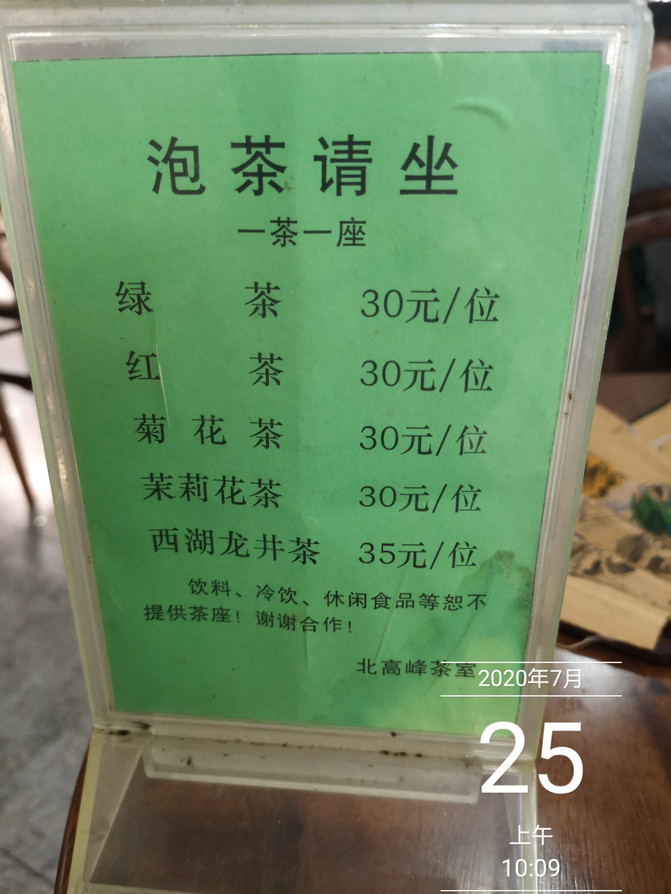 泡茶请坐
一茶一座
绿茶 30元/位
红茶 30元/位
菊花茶 30元/位
茉莉花茶 30元/位
西湖龙井茶 35元/位
饮料、冷饮、休闲食品等恕不
提供茶座！谢谢合作！
北高峰茶室
2020年7月
25
上午
10:09